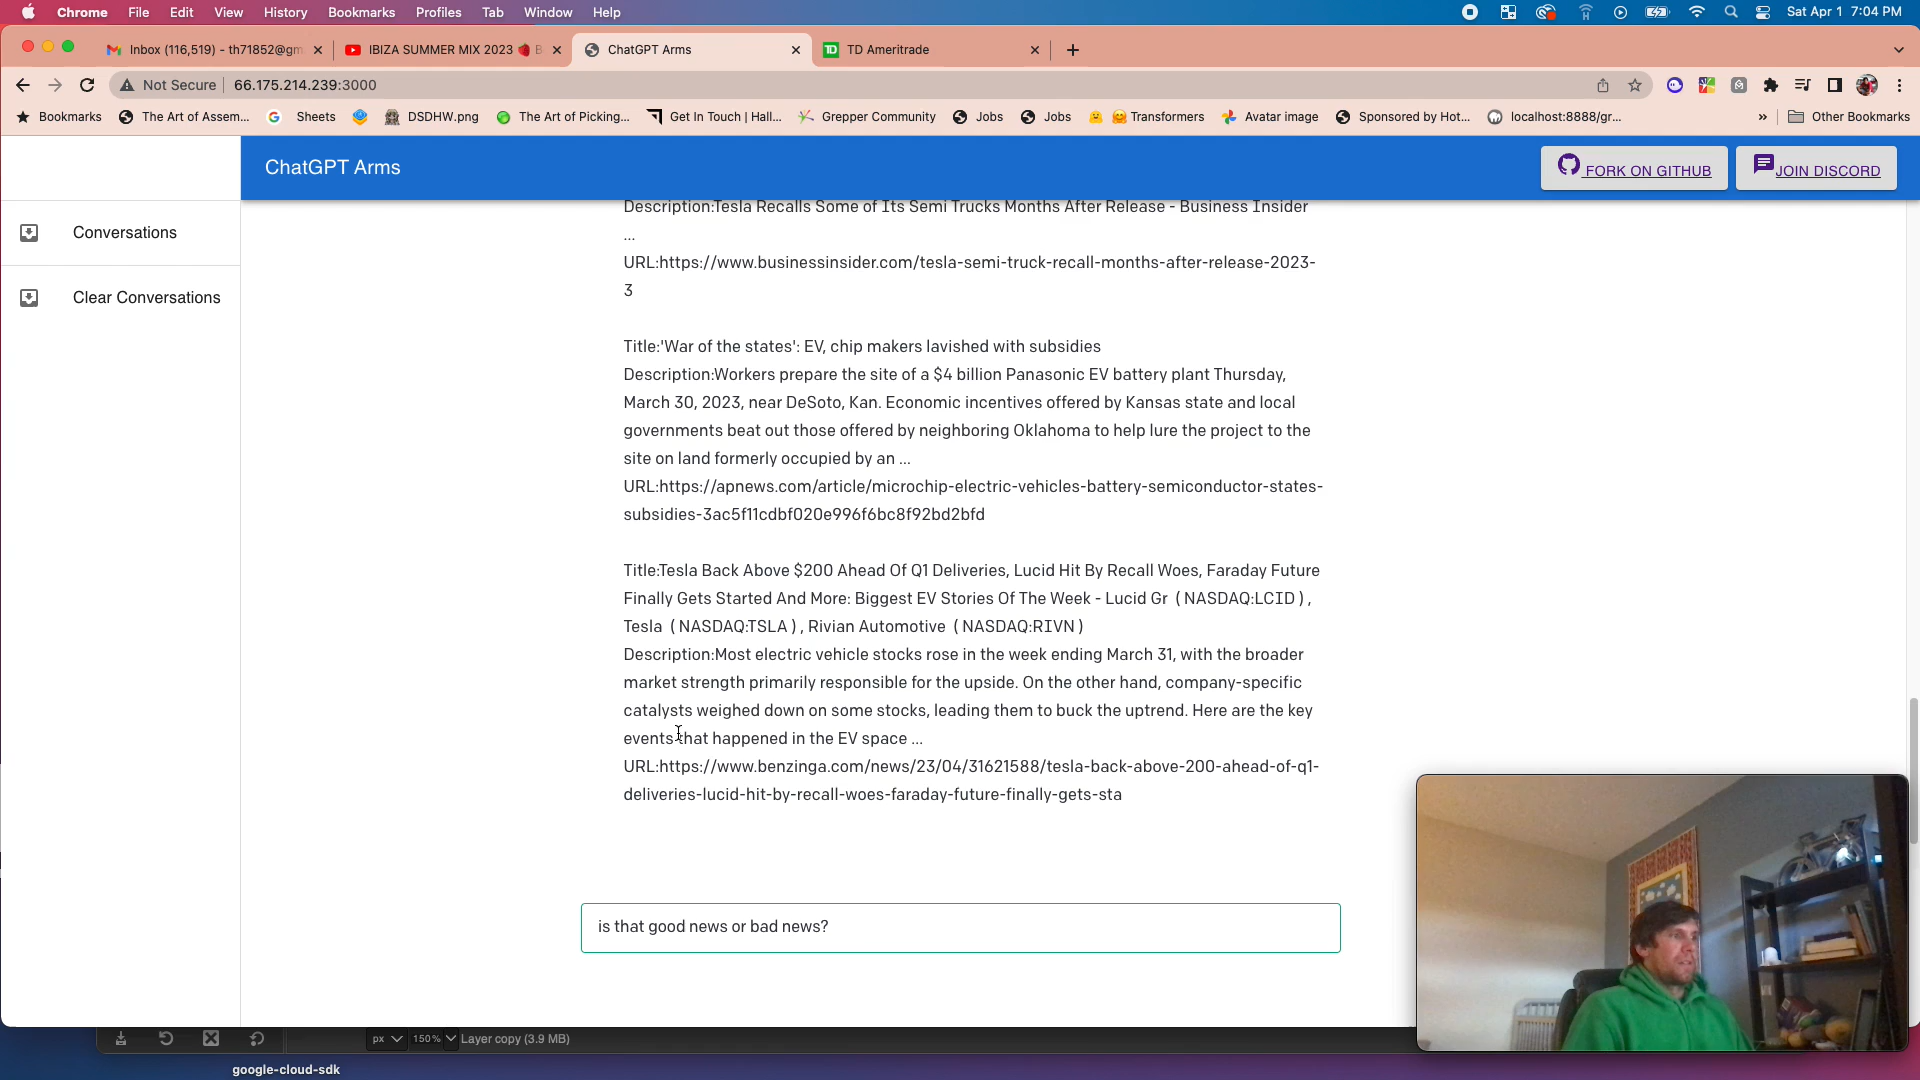 Chrome File Edit View History Bookmarks Profiles Tab Window Help Sat Apr 1 7:04 PM
Inbox (116,519) - th71852@gm IBIZA SUMMER MIX 2023 🍓 B ChatGPT Arms TD TD Ameritrade
Not Secure 66.175.214.239:3000
Bookmarks The Art of Assem... Sheets DSDHW.png The Art of Picking... Get In Touch | Hall... Grepper Community Jobs Jobs Transformers Avatar image Sponsored by Hot... localhost:8888/gr... » Other Bookmarks
ChatGPT Arms FORK ON GITHUB JOIN DISCORD
Conversations
Clear Conversations
Description:Tesla Recalls Some of Its Semi Trucks Months After Release - Business Insider
...
URL:https://www.businessinsider.com/tesla-semi-truck-recall-months-after-release-2023-
3
Title:'War of the states': EV, chip makers lavished with subsidies
Description:Workers prepare the site of a $4 billion Panasonic EV battery plant Thursday,
March 30, 2023, near DeSoto, Kan. Economic incentives offered by Kansas state and local
governments beat out those offered by neighboring Oklahoma to help lure the project to the
site on land formerly occupied by an ...
URL:https://apnews.com/article/microchip-electric-vehicles-battery-semiconductor-states-
subsidies-3ac5f11cdbf020e996f6bc8f92bd2bfd
Title:Tesla Back Above $200 Ahead Of Q1 Deliveries, Lucid Hit By Recall Woes, Faraday Future
Finally Gets Started And More: Biggest EV Stories Of The Week - Lucid Gr (NASDAQ:LCID),
Tesla (NASDAQ:TSLA), Rivian Automotive (NASDAQ:RIVN)
Description:Most electric vehicle stocks rose in the week ending March 31, with the broader
market strength primarily responsible for the upside. On the other hand, company-specific
catalysts weighed down on some stocks, leading them to buck the uptrend. Here are the key
events that happened in the EV space ...
URL:https://www.benzinga.com/news/23/04/31621588/tesla-back-above-200-ahead-of-q1-
deliveries-lucid-hit-by-recall-woes-faraday-future-finally-gets-sta
is that good news or bad news?
px 150% Layer copy (3.9 MB)
google-cloud-sdk